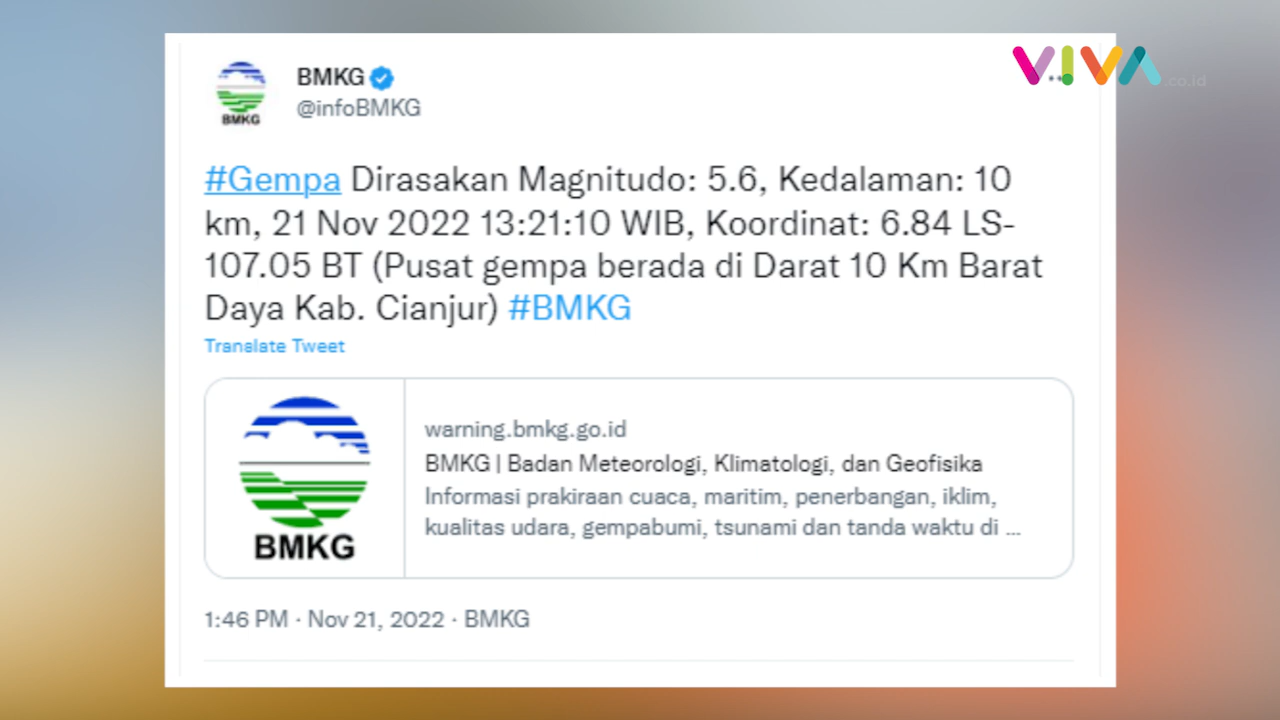 VIVA.co.id
BMKG
@infoBMKG
BMKG
#Gempa Dirasakan Magnitudo: 5.6, Kedalaman: 10
km, 21 Nov 2022 13:21:10 WIB, Koordinat: 6.84 LS-
107.05 BT (Pusat gempa berada di Darat 10 Km Barat
Daya Kab. Cianjur) #BMKG
Translate Tweet
warning.bmkg.go.id
BMKG | Badan Meteorologi, Klimatologi, dan Geofisika
Informasi prakiraan cuaca, maritim, penerbangan, iklim,
kualitas udara, gempabumi, tsunami dan tanda waktu di ...
BMKG
1:46 PM · Nov 21, 2022 · BMKG